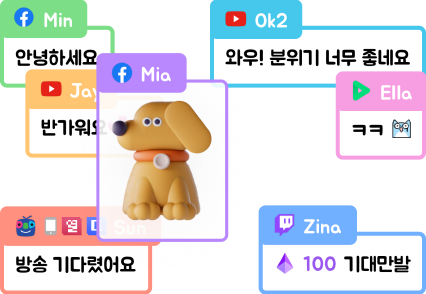 Min
Ok2
안녕하세요
와우! 분위기 너무 좋네요
Mia
Jay
Ella
반가워요
ㅋㅋ
Sun
Zina
방송 기다렸어요
100 기대만발